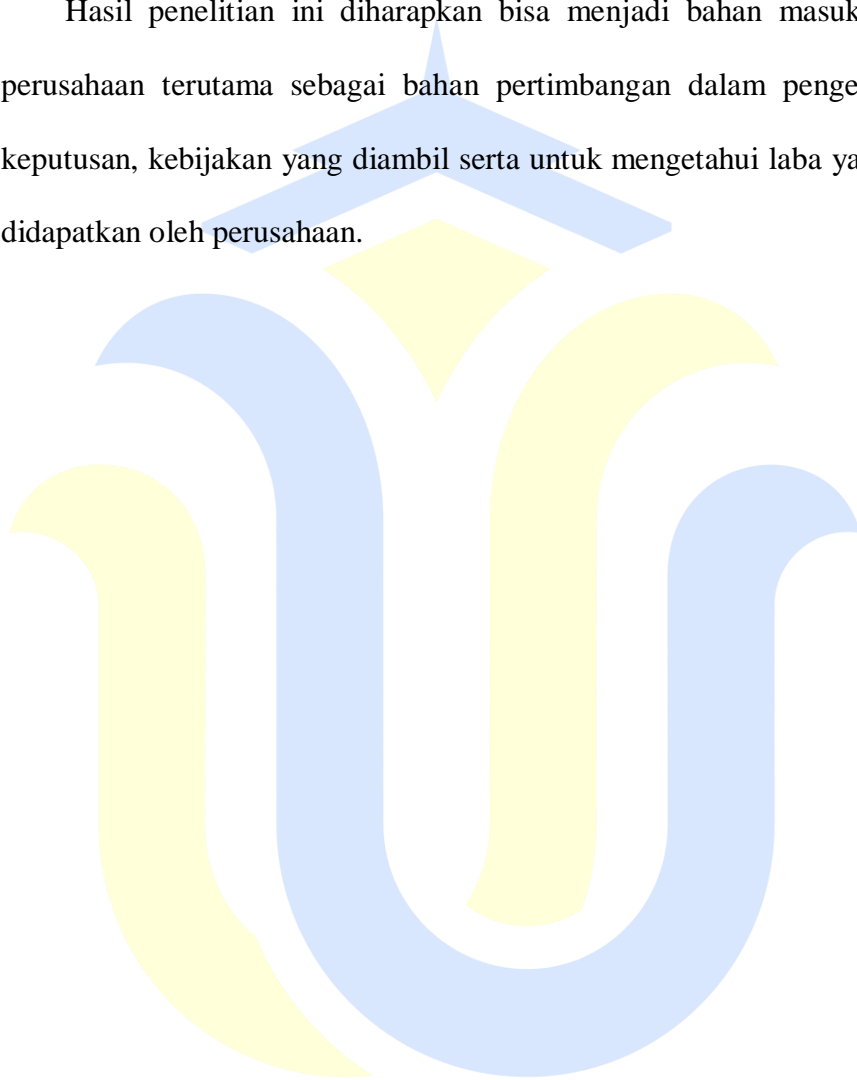 Hasil penelitian ini diharapkan bisa menjadi bahan masuk
perusahaan terutama sebagai bahan pertimbangan dalam penge
keputusan, kebijakan yang diambil serta untuk mengetahui laba ya
didapatkan oleh perusahaan.